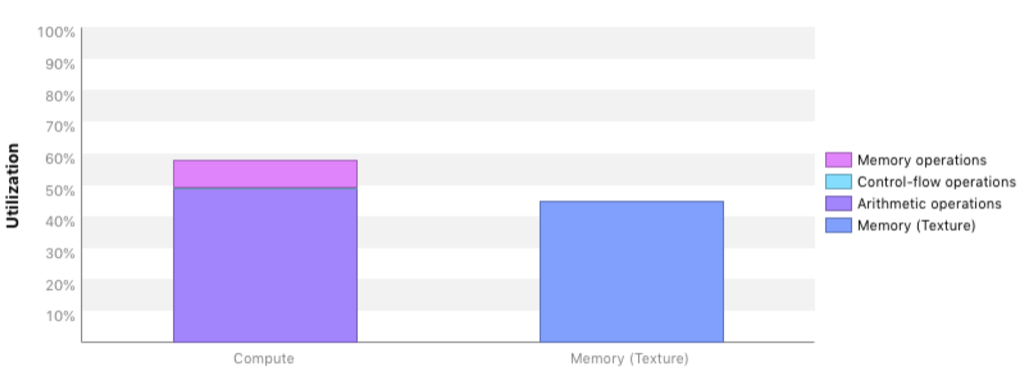 100%
90%
80%
70%
60%
50%
40%
30%
20%
10%
Utilization
Compute
Memory (Texture)
Memory operations
Control-flow operations
Arithmetic operations
Memory (Texture)